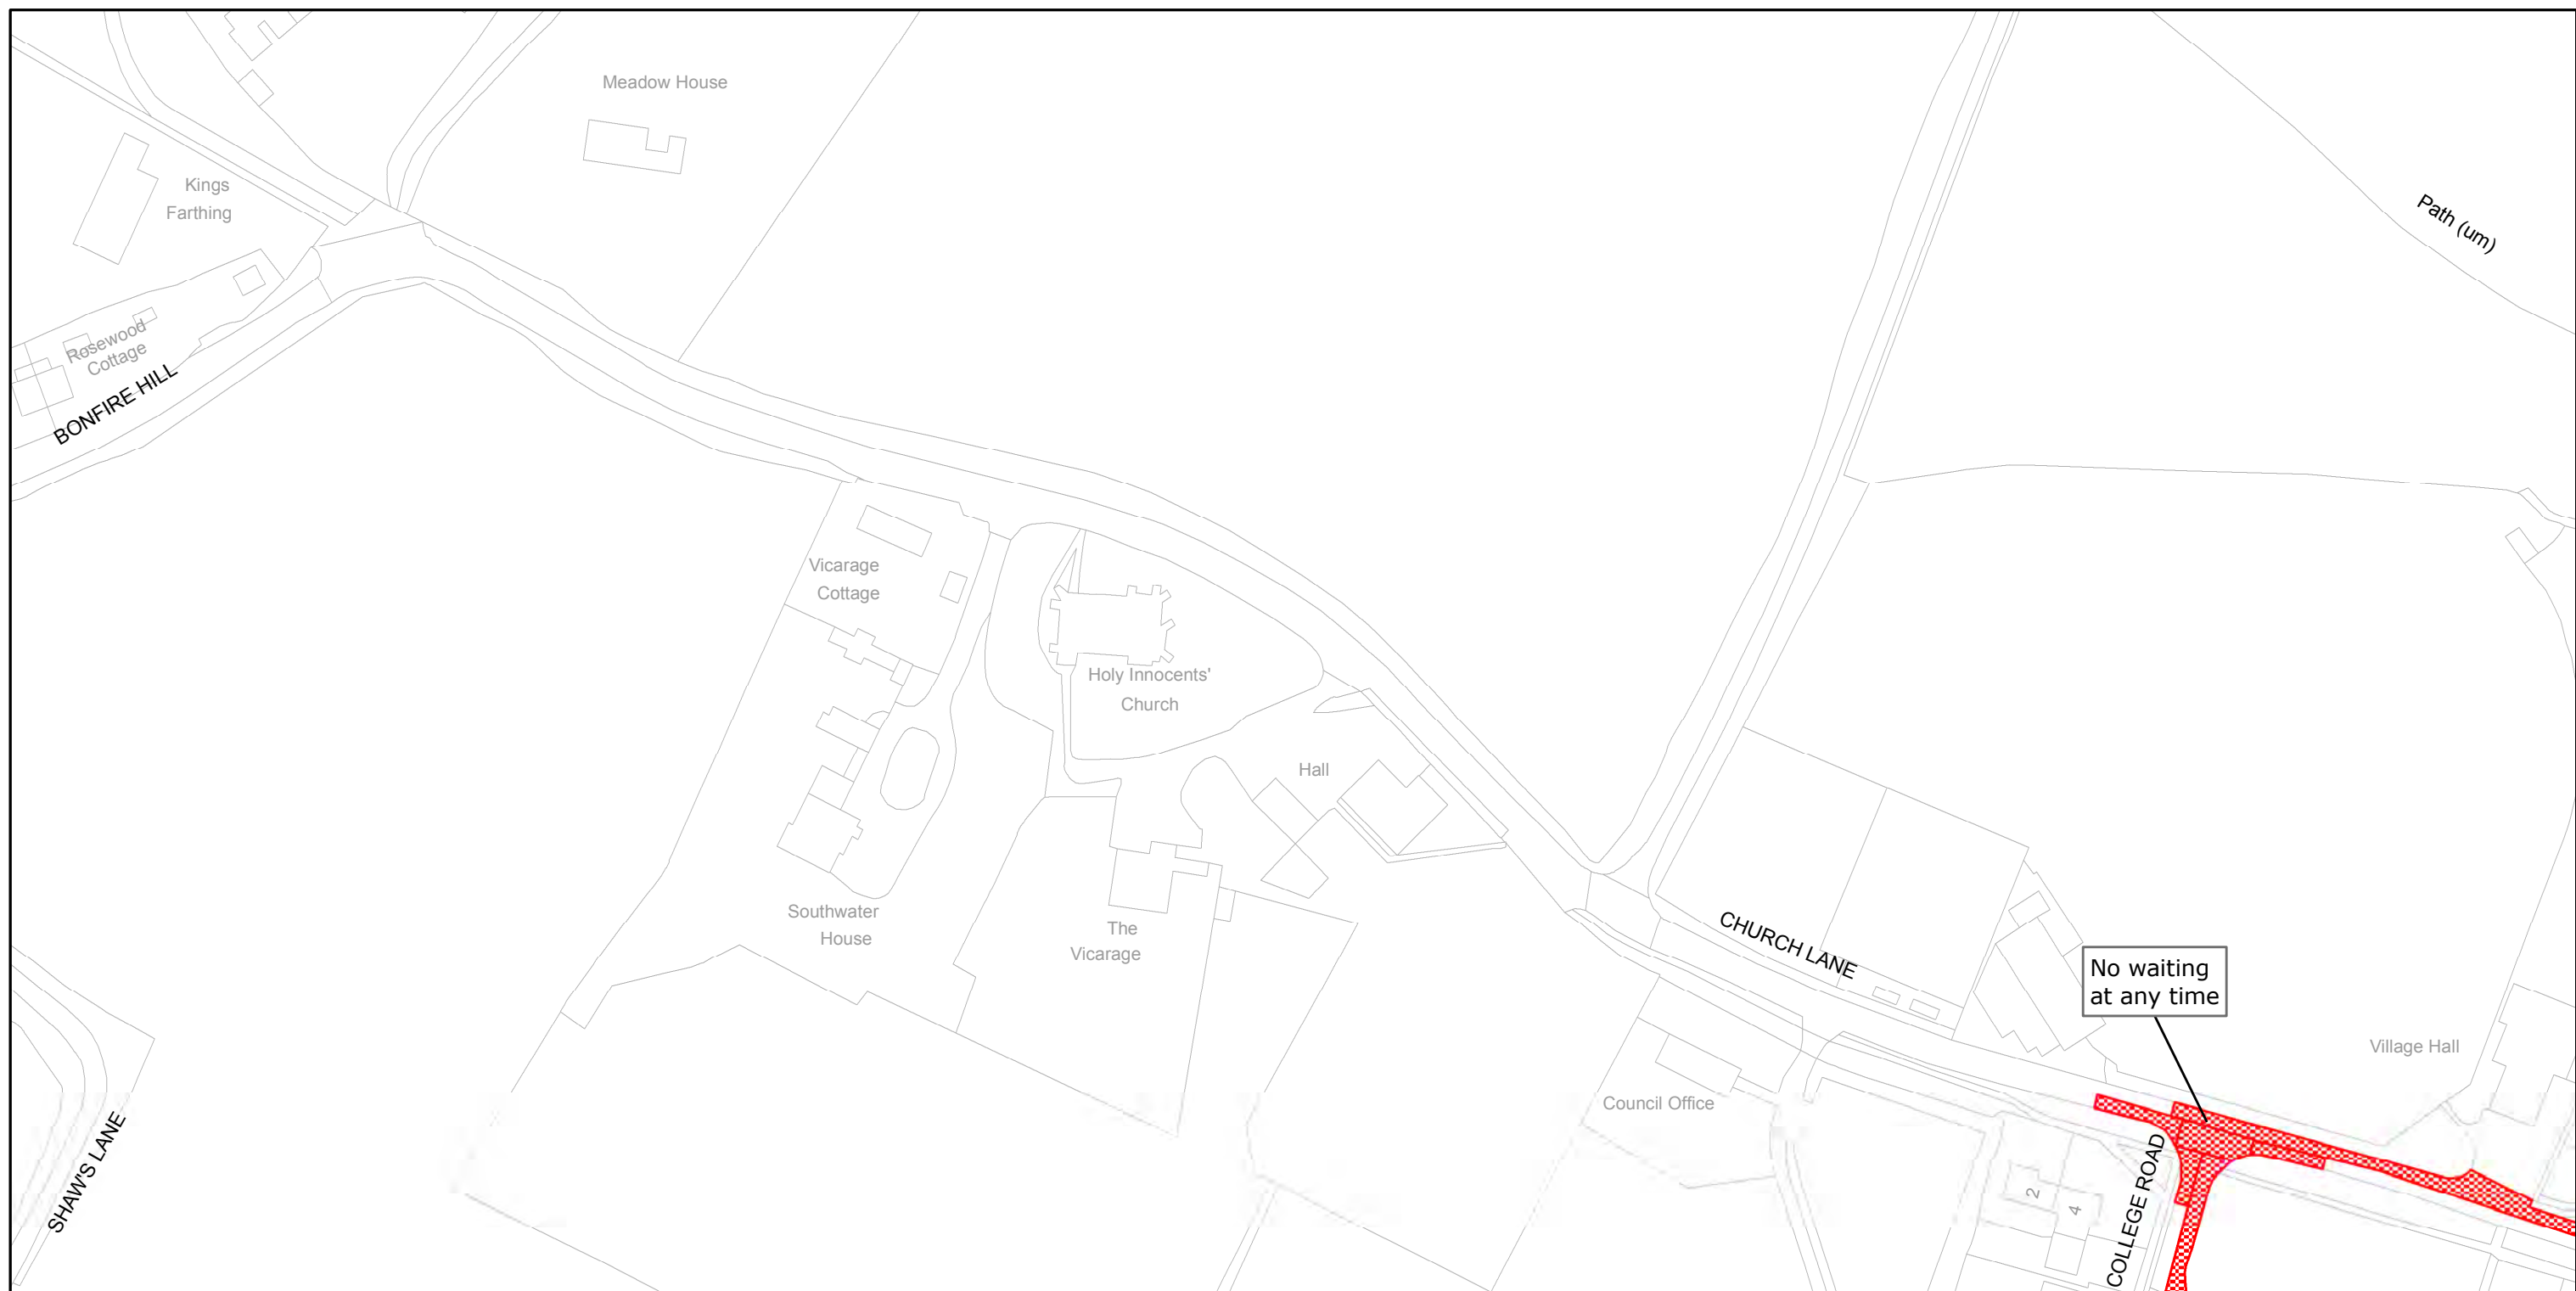 Meadow House
Kings
Farthing
Path (um)
Rosewood
Cottage
BONFIRE HILL
Vicarage
Cottage
Holy Innocents'
Church
Hall
Southwater
House
The
Vicarage
CHURCH LANE
No waiting
at any time
Village Hall
Council Office
SHAW'S LANE
COLLEGE ROAD
2
4